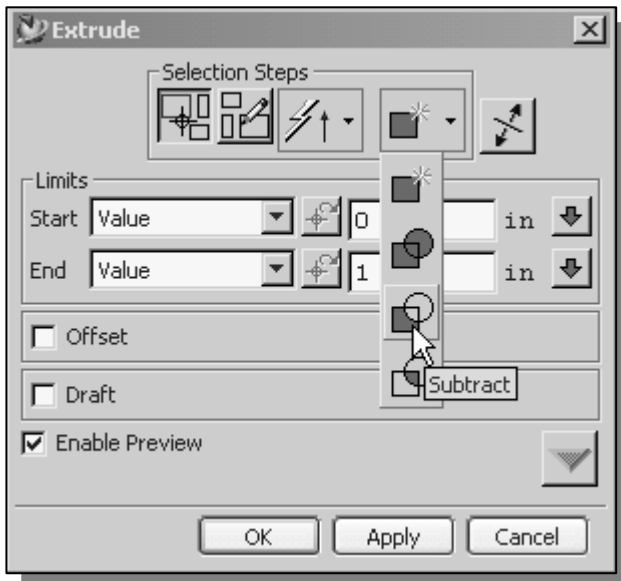 Extrude
Selection Steps
Limits
Start Value 0 in
End Value 1 in
Offset
Subtract
Draft
Enable Preview
OK Apply Cancel